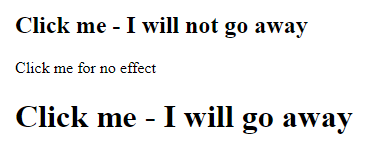 Click me - I will not go away
Click me for no effect
Click me - I will go away